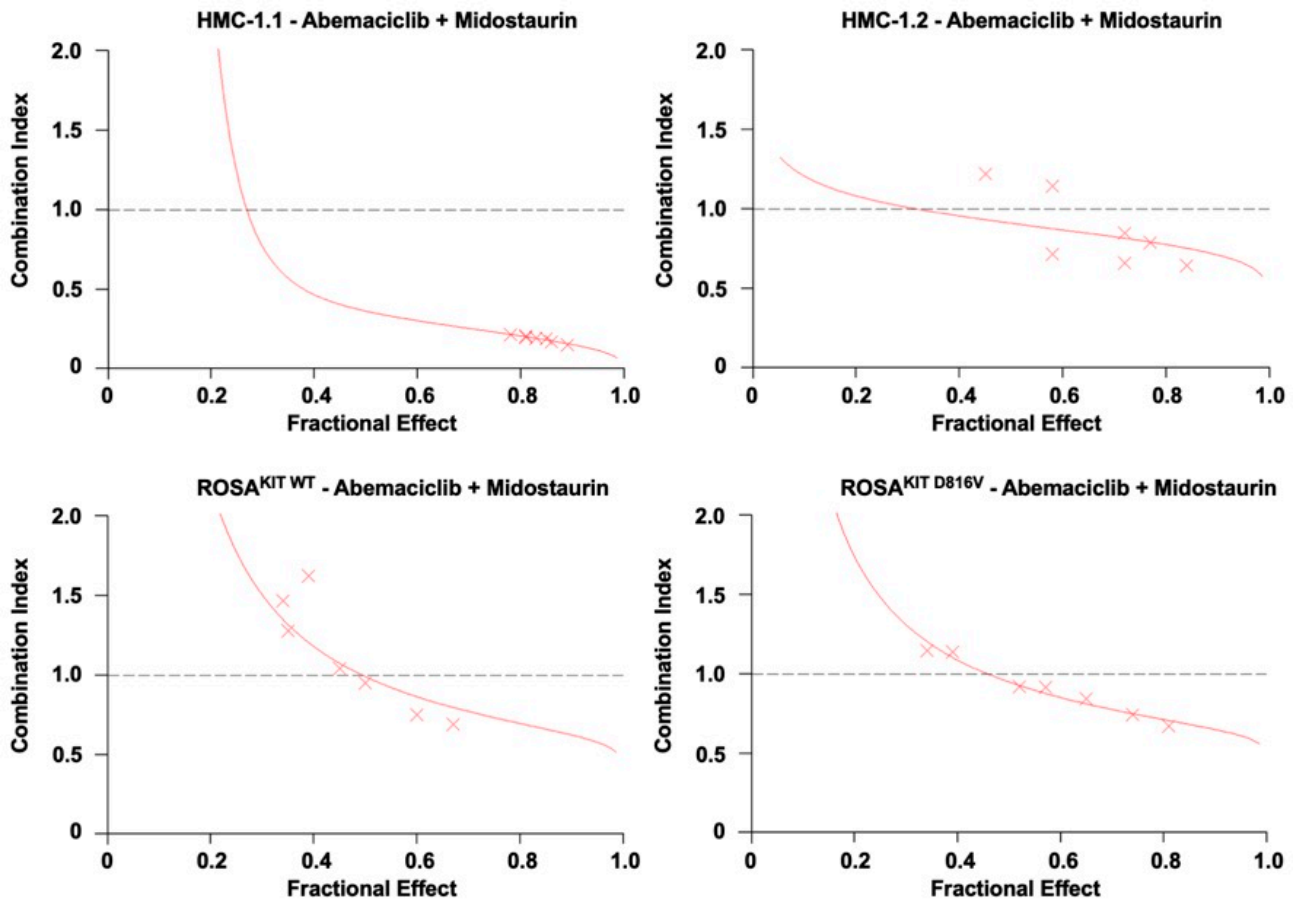 HMC-1.1 - Abemaciclib + Midostaurin
2.0
1.5
1.0
0.5
0
Combination Index
0 0.2 0.4 0.6 0.8 1.0
Fractional Effect
HMC-1.2 - Abemaciclib + Midostaurin
2.0
1.5
1.0
0.5
0
Combination Index
0 0.2 0.4 0.6 0.8 1.0
Fractional Effect
ROSA^KIT WT - Abemaciclib + Midostaurin
2.0
1.5
1.0
0.5
0
Combination Index
0 0.2 0.4 0.6 0.8 1.0
Fractional Effect
ROSA^KIT D816V - Abemaciclib + Midostaurin
2.0
1.5
1.0
0.5
0
Combination Index
0 0.2 0.4 0.6 0.8 1.0
Fractional Effect